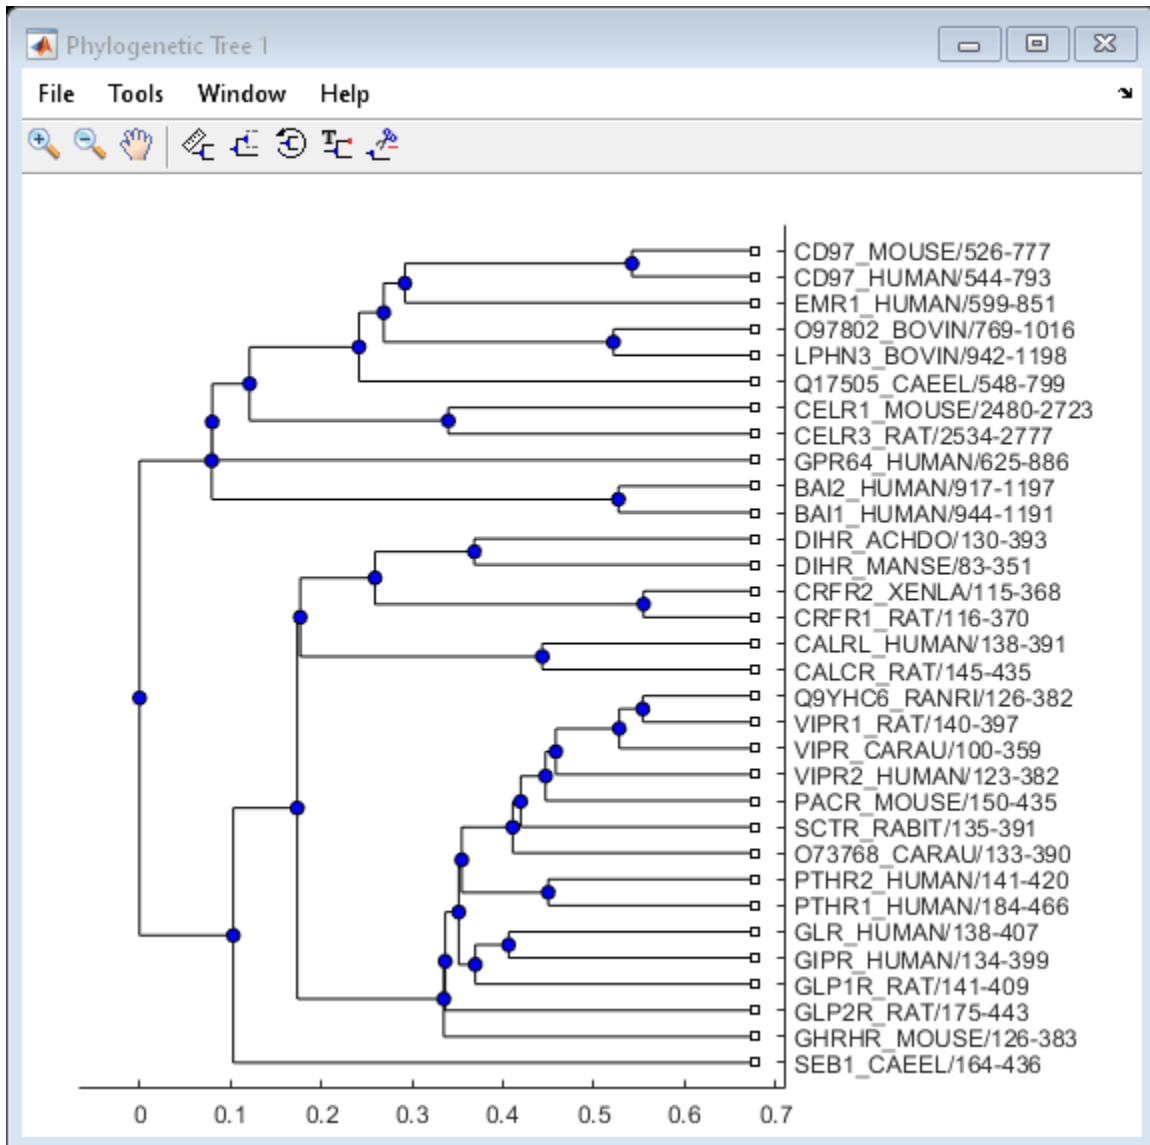 Phylogenetic Tree 1
File Tools Window Help
T
CD97_MOUSE/526-777
CD97_HUMAN/544-793
EMR1_HUMAN/599-851
O97802_BOVIN/769-1016
LPHN3_BOVIN/942-1198
Q17505_CAEEL/548-799
CELR1_MOUSE/2480-2723
CELR3_RAT/2534-2777
GPR64_HUMAN/625-886
BAI2_HUMAN/917-1197
BAI1_HUMAN/944-1191
DIHR_ACHDO/130-393
DIHR_MANSE/83-351
CRFR2_XENLA/115-368
CRFR1_RAT/116-370
CALRL_HUMAN/138-391
CALCR_RAT/145-435
Q9YHC6_RANRI/126-382
VIPR1_RAT/140-397
VIPR_CARAU/100-359
VIPR2_HUMAN/123-382
PACR_MOUSE/150-435
SCTR_RABIT/135-391
O73768_CARAU/133-390
PTHR2_HUMAN/141-420
PTHR1_HUMAN/184-466
GLR_HUMAN/138-407
GIPR_HUMAN/134-399
GLP1R_RAT/141-409
GLP2R_RAT/175-443
GHRHR_MOUSE/126-383
SEB1_CAEEL/164-436
0 0.1 0.2 0.3 0.4 0.5 0.6 0.7